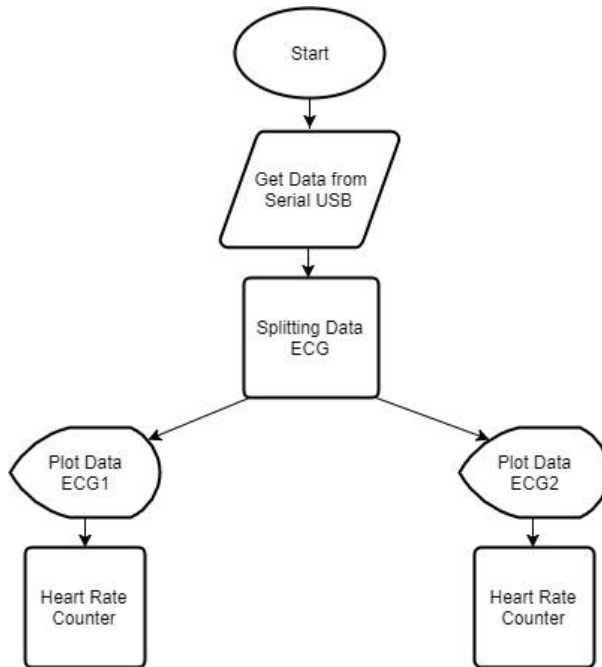 Start
Get Data from
Serial USB
Splitting Data
ECG
Plot Data
ECG1
Plot Data
ECG2
Heart Rate
Counter
Heart Rate
Counter